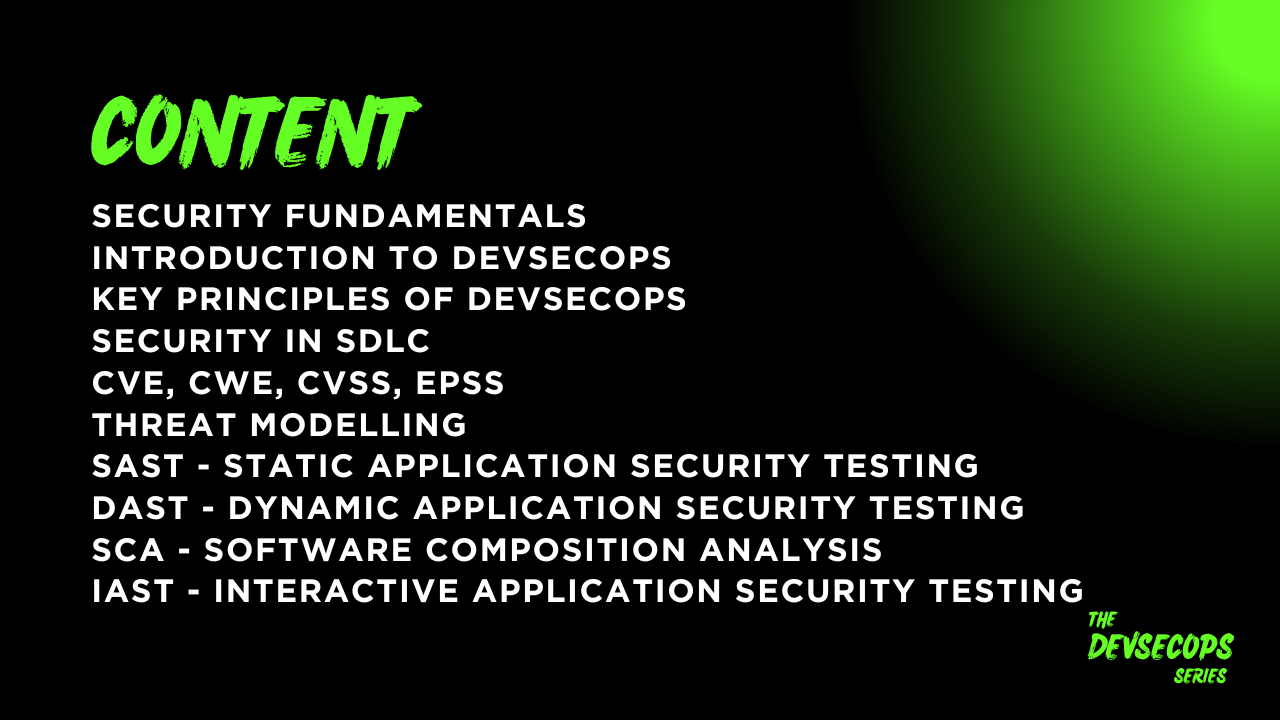 CONTENT
SECURITY FUNDAMENTALS
INTRODUCTION TO DEVSECOPS
KEY PRINCIPLES OF DEVSECOPS
SECURITY IN SDLC
CVE, CWE, CVSS, EPSS
THREAT MODELLING
SAST - STATIC APPLICATION SECURITY TESTING
DAST - DYNAMIC APPLICATION SECURITY TESTING
SCA - SOFTWARE COMPOSITION ANALYSIS
IAST - INTERACTIVE APPLICATION SECURITY TESTING
THE
DEVSECOPS
SERIES